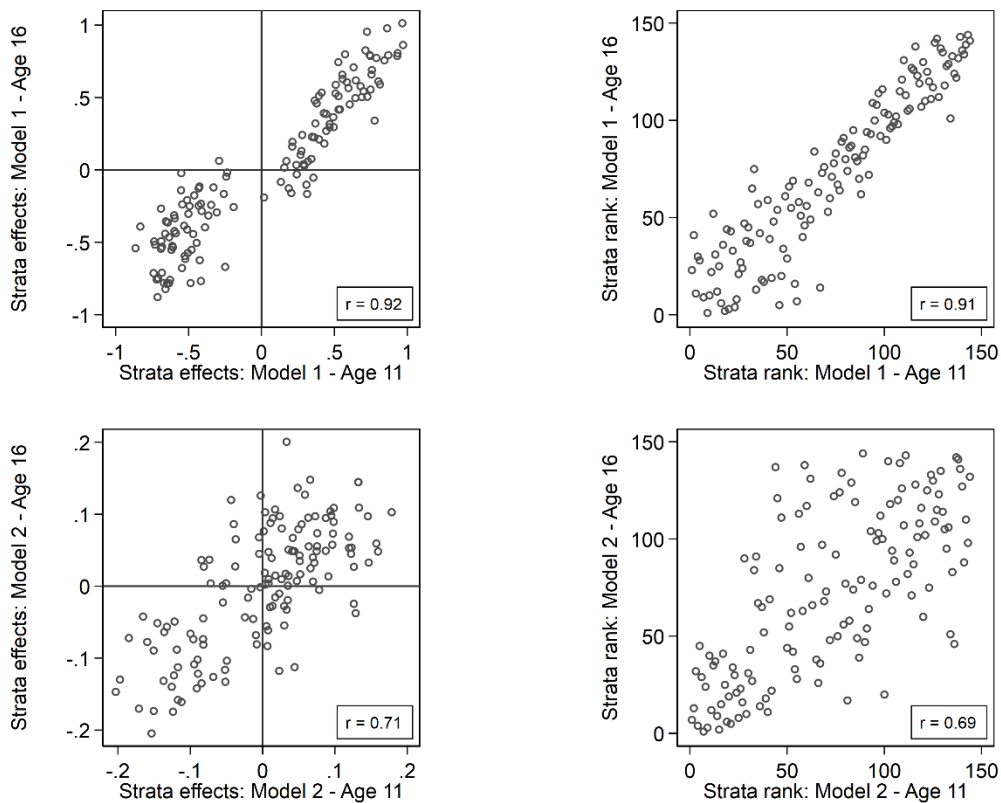 Strata effects: Model 1 - Age 16
1
.5
0
-.5
-1
-1 -.5 0 .5 1
Strata effects: Model 1 - Age 11
r = 0.92
Strata rank: Model 1 - Age 16
150
100
50
0
0 50 100 150
Strata rank: Model 1 - Age 11
r = 0.91
Strata effects: Model 2 - Age 16
.2
.1
0
-.1
-.2
-.2 -.1 0 .1 .2
Strata effects: Model 2 - Age 11
r = 0.71
Strata rank: Model 2 - Age 16
150
100
50
0
0 50 100 150
Strata rank: Model 2 - Age 11
r = 0.69